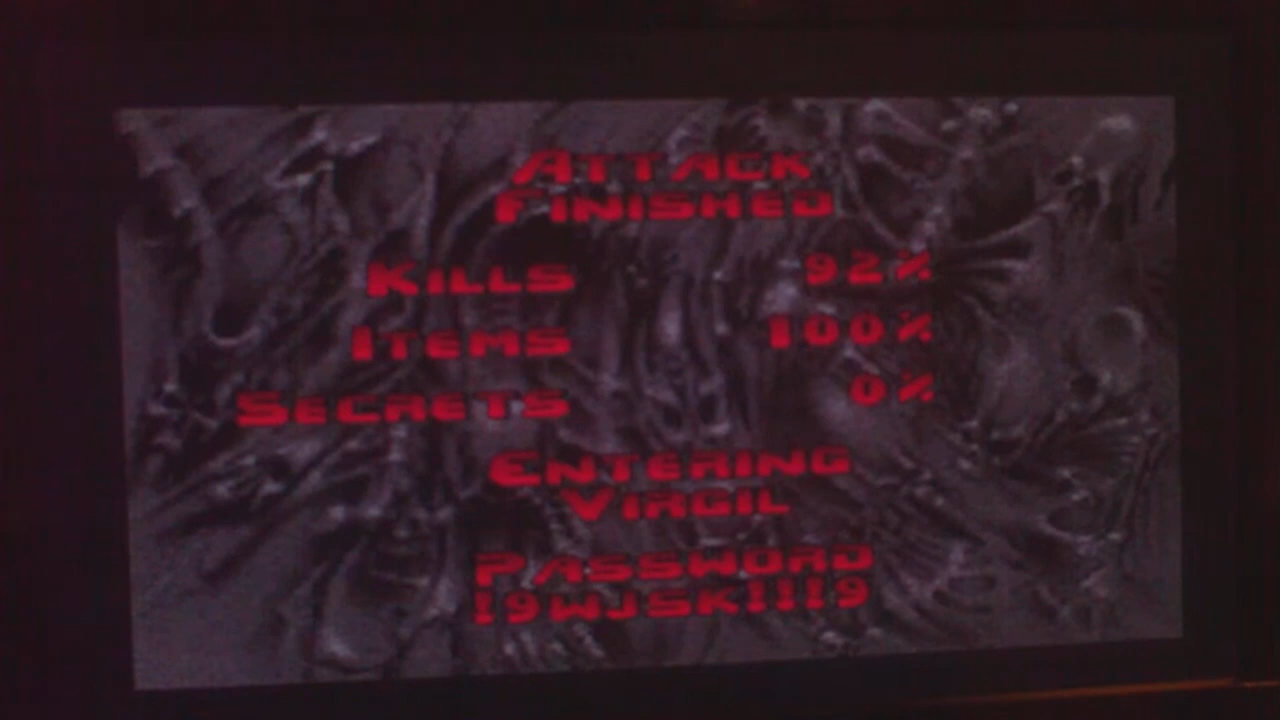 Attack
Finished
Kills 92%
Items 100%
Secrets 0%
Entering
Virgil
Password
!9WJSK!!!9